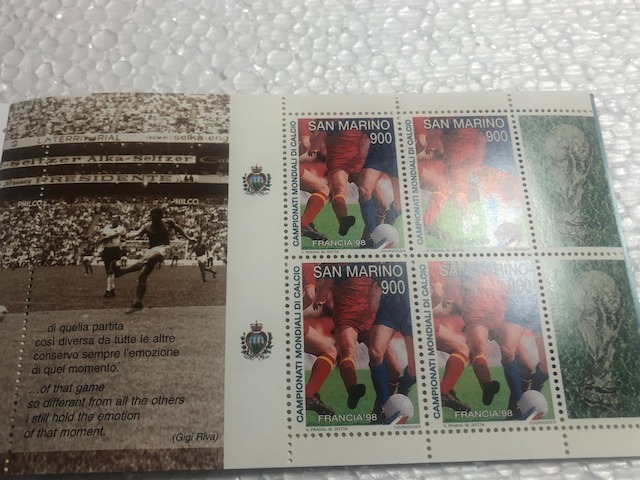 TERRITORIAL
selka-eng
seltzer Alka-Seltzer
PRESIDENTE
PHILCO
...di quella partita
così diversa da tutte le altre
conservo sempre l'emozione
di quel momento.
...of that game
so different from all the others
I still hold the emotion
of that moment.
(Gigi Riva)
SAN MARINO
900
CAMPIONATI MONDIALI DI CALCIO
FRANCIA'98
SAN MARINO
900
CAMPIONATI MONDIALI DI CALCIO
SAN MARINO
900
CAMPIONATI MONDIALI DI CALCIO
FRANCIA'98
SAN MARINO
900
CAMPIONATI MONDIALI DI CALCIO
FRANCIA'98